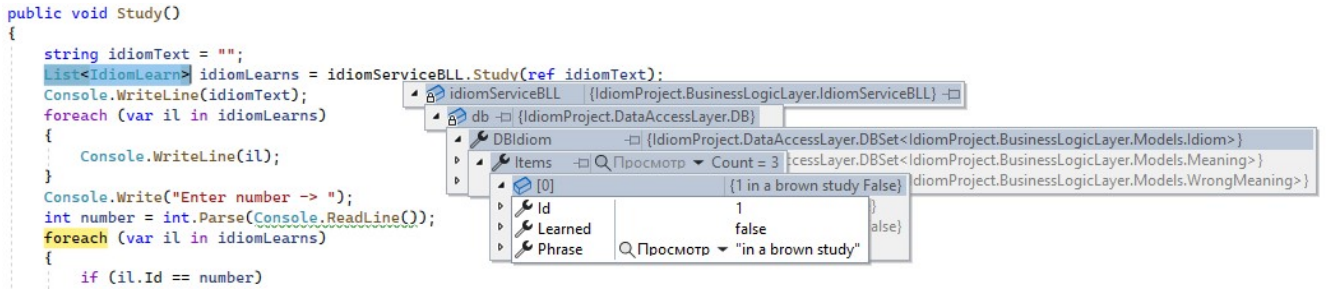 public void Study()
{
string idiomText = "";
List<IdiomLearn> idiomLearns = idiomServiceBLL.Study(ref idiomText);
Console.WriteLine(idiomText);
idiomServiceBLL {IdiomProject.BusinessLogicLayer.IdiomServiceBLL}
foreach (var il in idiomLearns)
db {IdiomProject.DataAccessLayer.DB}
{
DBIdiom {IdiomProject.DataAccessLayer.DBSet<IdiomProject.BusinessLogicLayer.Models.Idiom>}
Console.WriteLine(il);
Items Просмотр Count = 3 ccessLayer.DBSet<IdiomProject.BusinessLogicLayer.Models.Meaning>}
}
[0] {1 in a brown study False} IdiomProject.BusinessLogicLayer.Models.WrongMeaning>}
Console.Write("Enter number -> ");
Id 1 }
int number = int.Parse(Console.ReadLine());
Learned false alse}
foreach (var il in idiomLearns)
Phrase Просмотр "in a brown study"
{
if (il.Id == number)